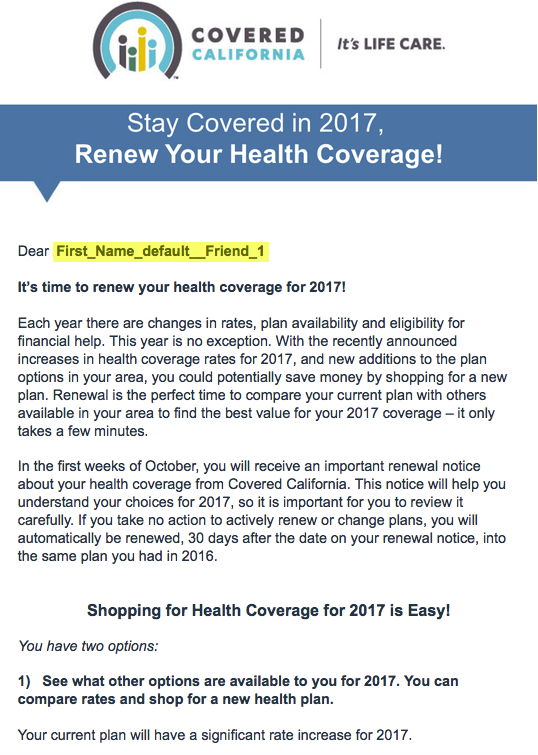 COVERED
CALIFORNIA
TM
It's LIFE CARE.
Stay Covered in 2017,
Renew Your Health Coverage!
Dear First_Name_default__Friend_1
It's time to renew your health coverage for 2017!
Each year there are changes in rates, plan availability and eligibility for
financial help. This year is no exception. With the recently announced
increases in health coverage rates for 2017, and new additions to the plan
options in your area, you could potentially save money by shopping for a new
plan. Renewal is the perfect time to compare your current plan with others
available in your area to find the best value for your 2017 coverage – it only
takes a few minutes.
In the first weeks of October, you will receive an important renewal notice
about your health coverage from Covered California. This notice will help you
understand your choices for 2017, so it is important for you to review it
carefully. If you take no action to actively renew or change plans, you will
automatically be renewed, 30 days after the date on your renewal notice, into
the same plan you had in 2016.
Shopping for Health Coverage for 2017 is Easy!
You have two options:
1) See what other options are available to you for 2017. You can
compare rates and shop for a new health plan.
Your current plan will have a significant rate increase for 2017.